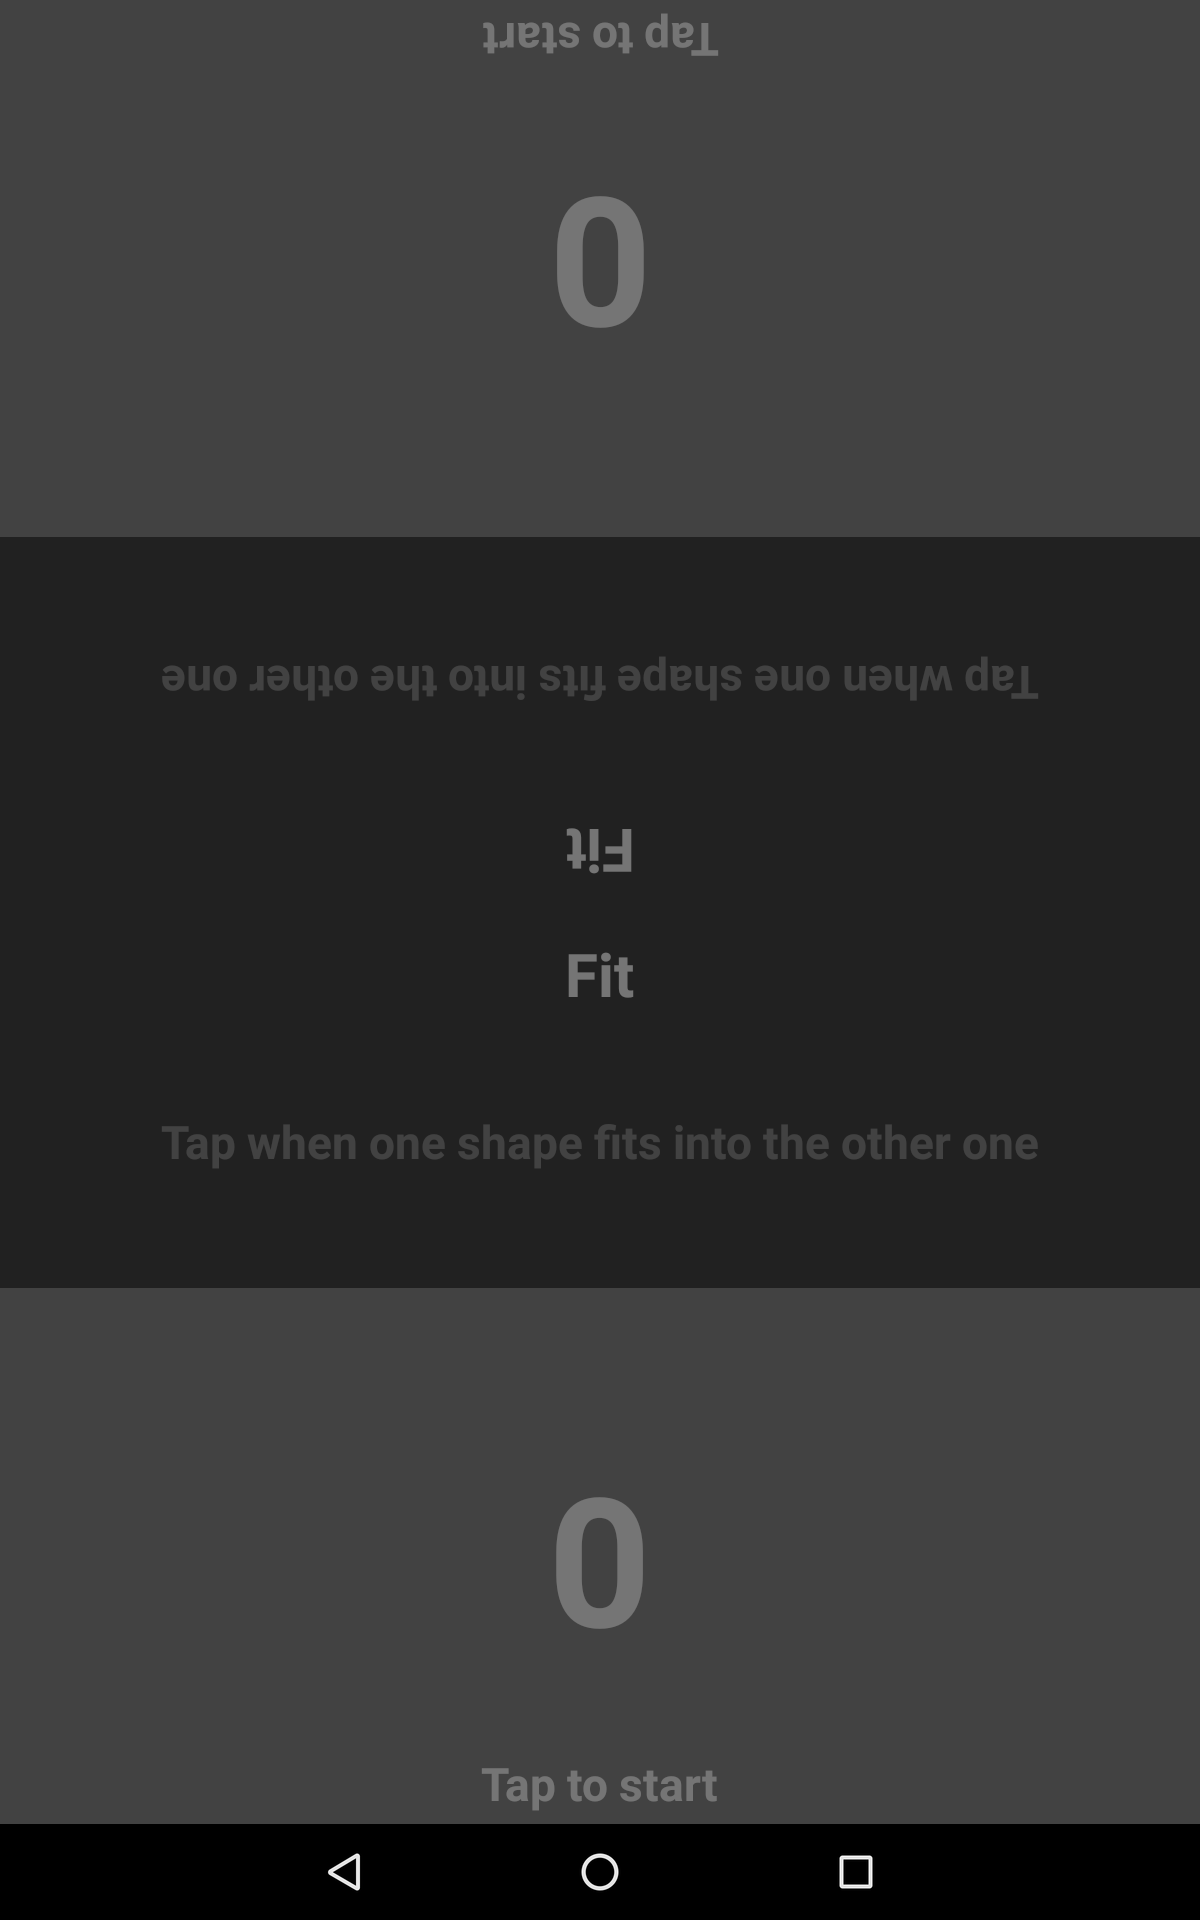 Tap to start
0
Tap when one shape fits into the other one
Fit
Fit
Tap when one shape fits into the other one
0
Tap to start